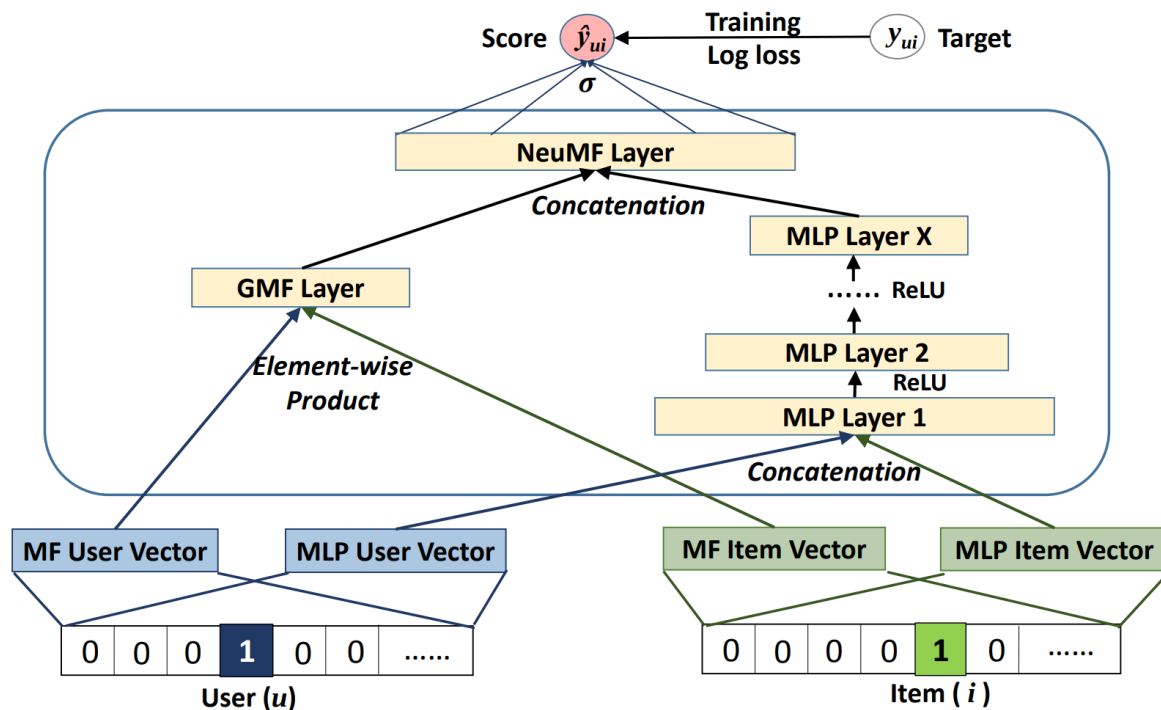 Score ŷui Training yui Target
Log loss
σ
NeuMF Layer
Concatenation
MLP Layer X
GMF Layer
...... ReLU
MLP Layer 2
Element-wise
Product
ReLU
MLP Layer 1
Concatenation
MF User Vector MLP User Vector MF Item Vector MLP Item Vector
0 0 0 1 0 0 ...... 0 0 0 0 1 0 ......
User (u) Item ( i )